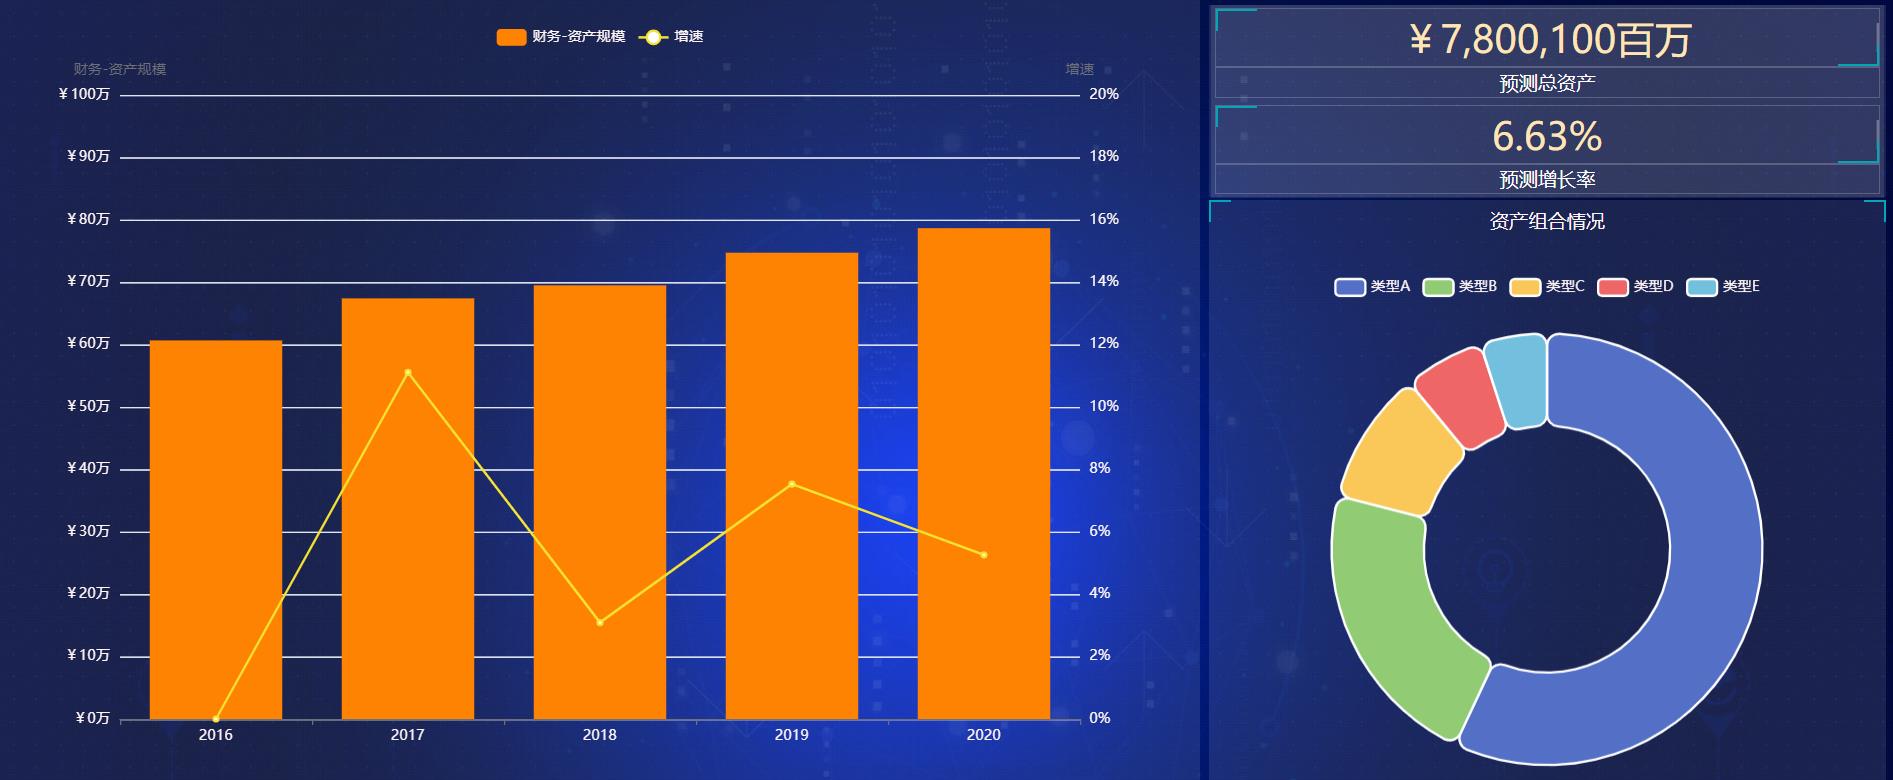 财务-资产规模 增速
财务-资产规模 增速
¥ 100万 20%
¥ 90万 18%
¥ 80万 16%
¥ 70万 14%
¥ 60万 12%
¥ 50万 10%
¥ 40万 8%
¥ 30万 6%
¥ 20万 4%
¥ 10万 2%
¥ 0万 0%
2016 2017 2018 2019 2020
¥ 7,800,100百万
预测总资产
6.63%
预测增长率
资产组合情况
类型A 类型B 类型C 类型D 类型E